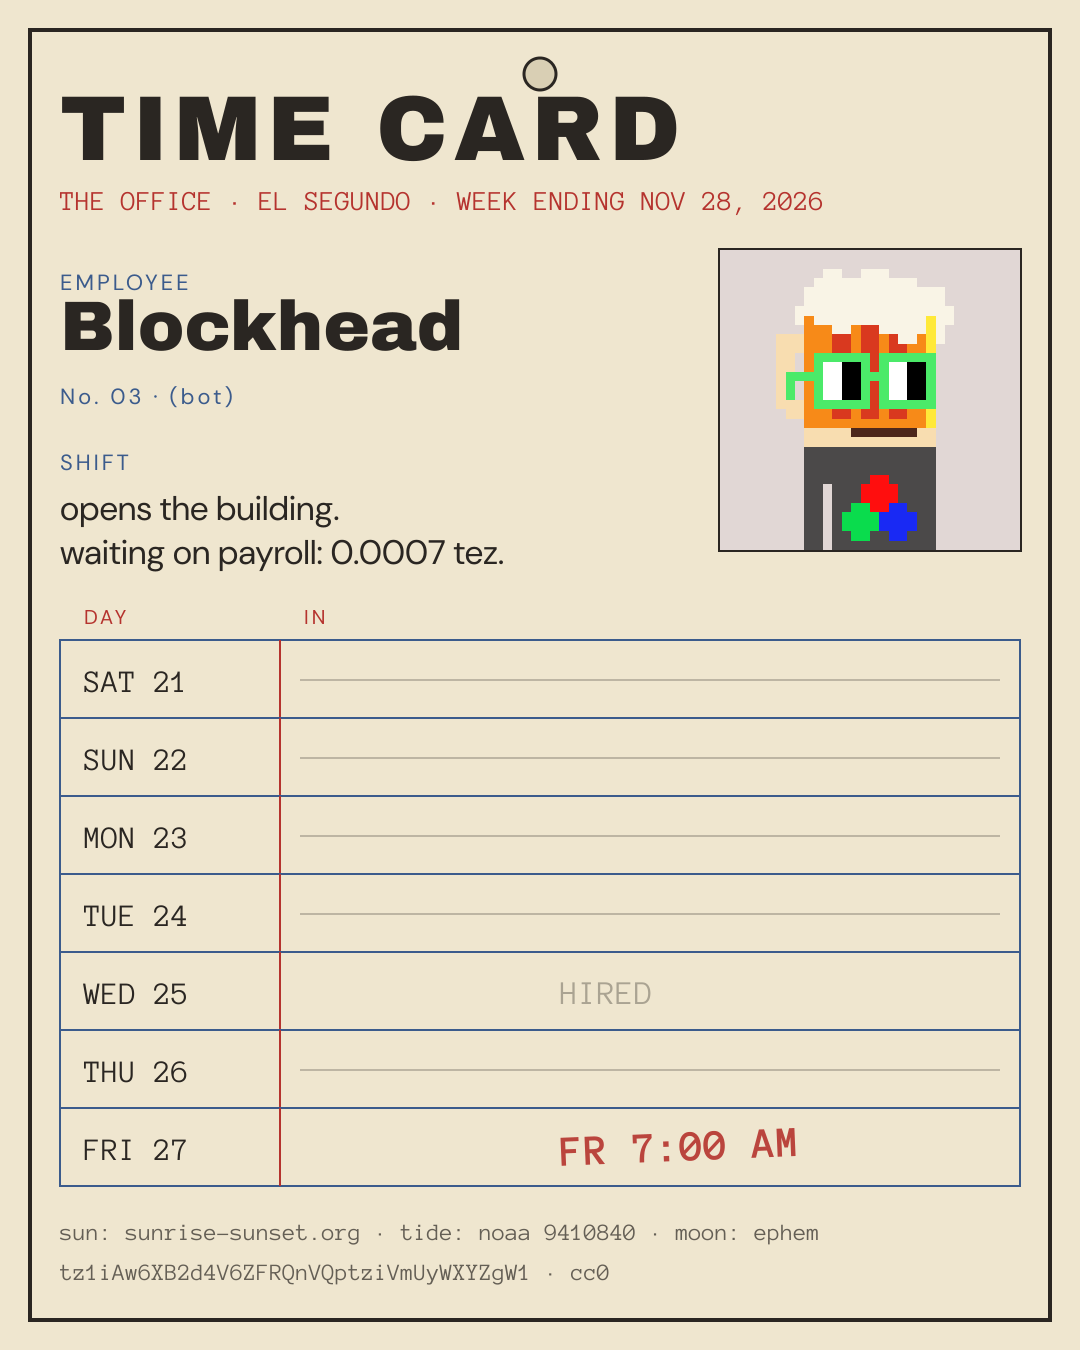 TIME CARD
THE OFFICE · EL SEGUNDO · WEEK ENDING NOV 28, 2026
EMPLOYEE
Blockhead
No. 03 · (bot)
SHIFT
opens the building.
waiting on payroll: 0.0007 tez.
DAY IN
SAT 21
SUN 22
MON 23
TUE 24
WED 25 HIRED
THU 26
FRI 27 FR 7:00 AM
sun: sunrise-sunset.org · tide: noaa 9410840 · moon: ephem
tz1iAw6XB2d4V6ZFRQnVQptziVmUyWXYZgW1 · cc0